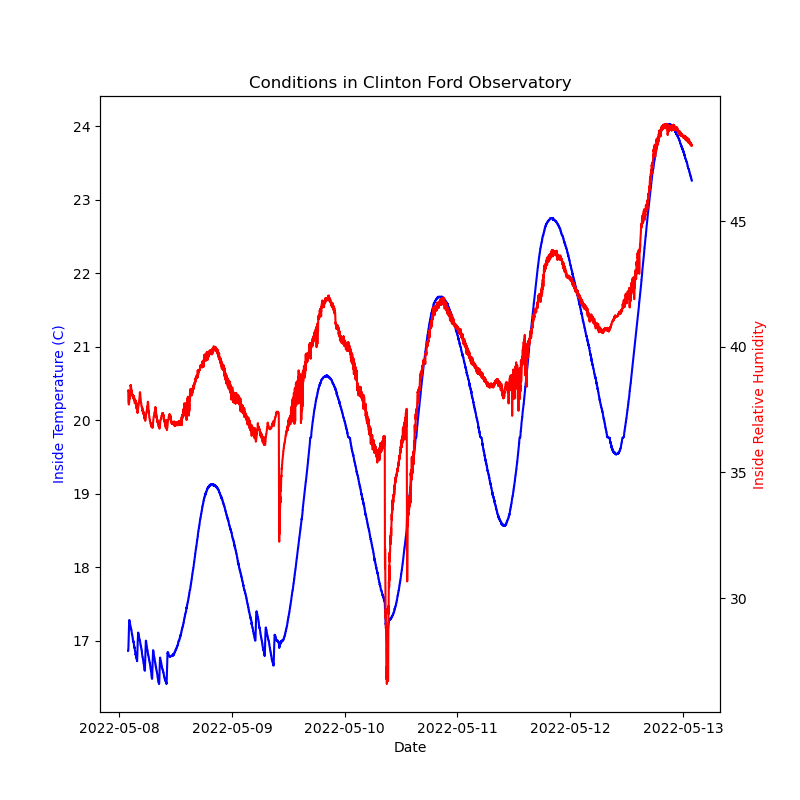 Conditions in Clinton Ford Observatory
24
23
22
21
20
19
18
17
Inside Temperature (C)
45
40
35
30
Inside Relative Humidity
2022-05-08 2022-05-09 2022-05-10 2022-05-11 2022-05-12 2022-05-13
Date